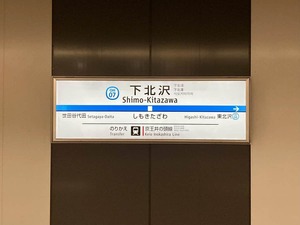 OH
07
下北沢
Shimo-Kitazawa
世田谷代田 Setagaya-Daita
しもきたざわ
Higashi-Kitazawa 東北沢
のりかえ 京王井の頭線
Transfer Keio Inokashira Line